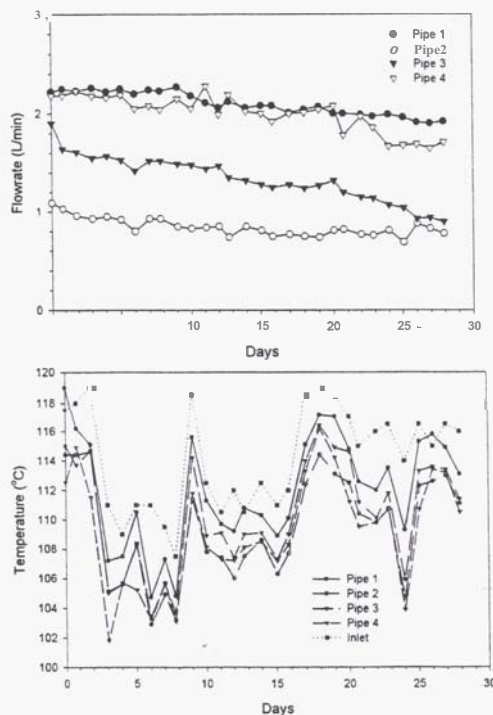 3
Pipe 1
Pipe2
Pipe 3
Pipe 4
2
1
0
10
15
20
25
30
Flowrate (L/min)
Days
120
118
116
114
112
110
108
106
104
102
100
Temperature (°C)
Pipe 1
Pipe 2
Pipe 3
Pipe 4
Inlet
0
5
10
15
20
25
30
Days